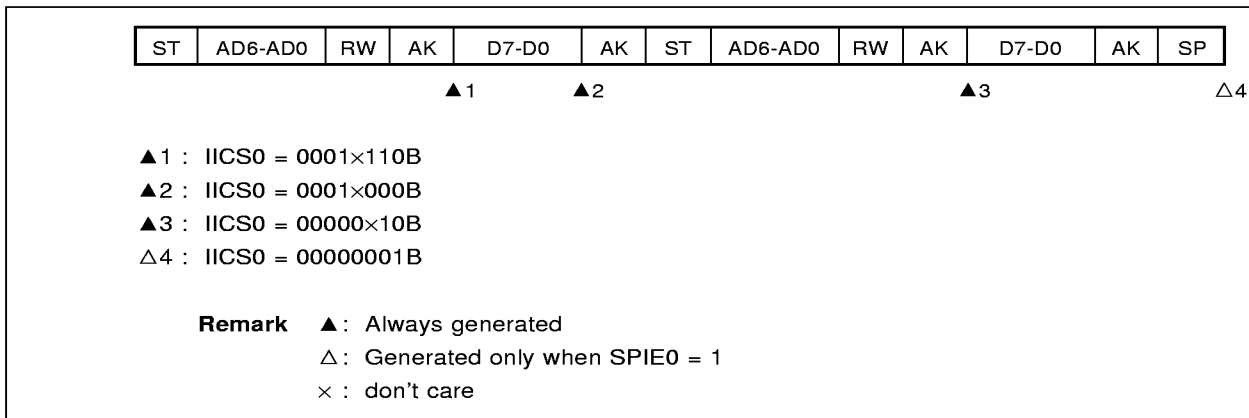 ST AD6-AD0 RW AK D7-D0 AK ST AD6-AD0 RW AK D7-D0 AK SP
▲1 ▲2 ▲3 △4
▲1 : IICS0 = 0001×110B
▲2 : IICS0 = 0001×000B
▲3 : IICS0 = 00000×10B
△4 : IICS0 = 00000001B
Remark ▲: Always generated
△: Generated only when SPIE0 = 1
× : don't care